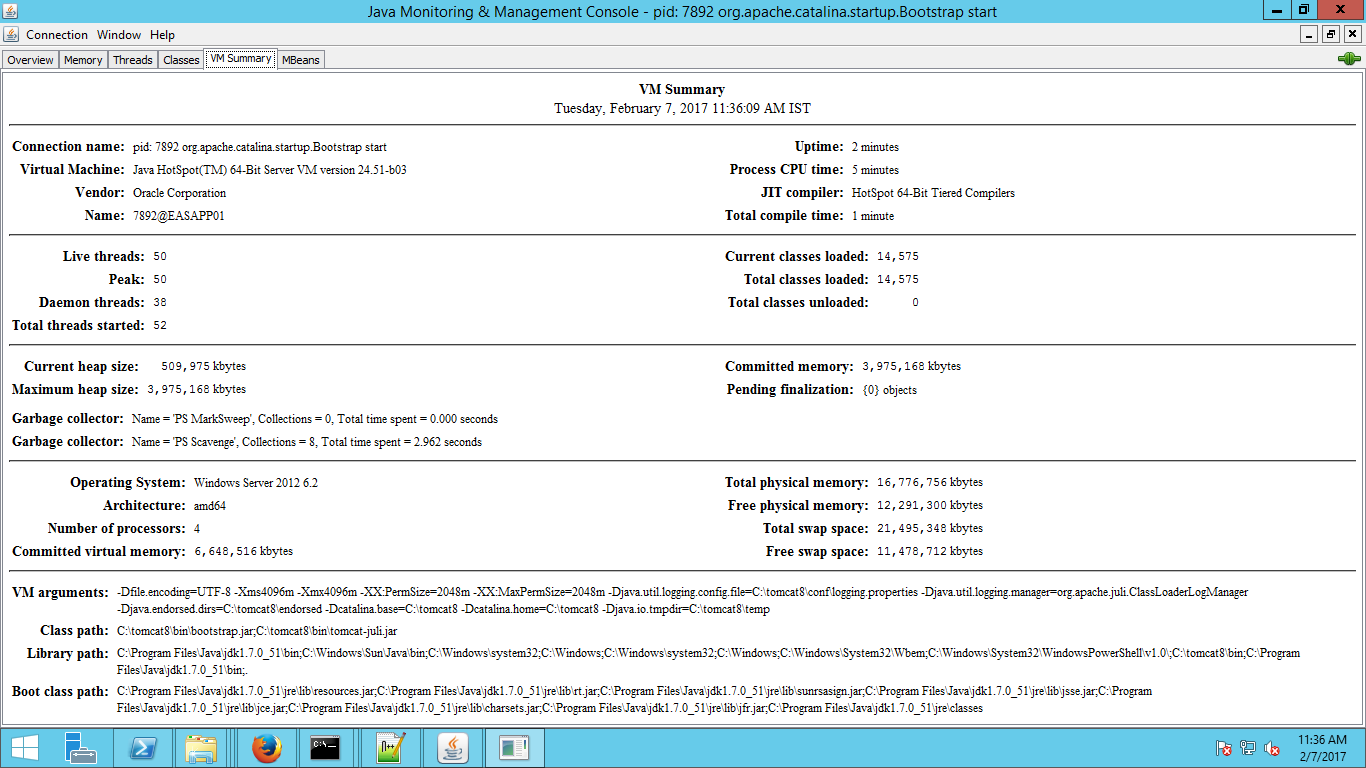 Java Monitoring & Management Console - pid: 7892 org.apache.catalina.startup.Bootstrap start
Connection Window Help
Overview Memory Threads Classes VM Summary MBeans
VM Summary
Tuesday, February 7, 2017 11:36:09 AM IST
Connection name: pid: 7892 org.apache.catalina.startup.Bootstrap start
Virtual Machine: Java HotSpot(TM) 64-Bit Server VM version 24.51-b03
Vendor: Oracle Corporation
Name: 7892@EASAPP01
Uptime: 2 minutes
Process CPU time: 5 minutes
JIT compiler: HotSpot 64-Bit Tiered Compilers
Total compile time: 1 minute
Live threads: 50
Peak: 50
Daemon threads: 38
Total threads started: 52
Current classes loaded: 14,575
Total classes loaded: 14,575
Total classes unloaded: 0
Current heap size: 509,975 kbytes
Maximum heap size: 3,975,168 kbytes
Committed memory: 3,975,168 kbytes
Pending finalization: {0} objects
Garbage collector: Name = 'PS MarkSweep', Collections = 0, Total time spent = 0.000 seconds
Garbage collector: Name = 'PS Scavenge', Collections = 8, Total time spent = 2.962 seconds
Operating System: Windows Server 2012 6.2
Architecture: amd64
Number of processors: 4
Committed virtual memory: 6,648,516 kbytes
Total physical memory: 16,776,756 kbytes
Free physical memory: 12,291,300 kbytes
Total swap space: 21,495,348 kbytes
Free swap space: 11,478,712 kbytes
VM arguments: -Dfile.encoding=UTF-8 -Xms4096m -Xmx4096m -XX:PermSize=2048m -XX:MaxPermSize=2048m -Djava.util.logging.config.file=C:\tomcat8\conf\logging.properties -Djava.util.logging.manager=org.apache.juli.ClassLoaderLogManager
-Djava.endorsed.dirs=C:\tomcat8\endorsed -Dcatalina.base=C:\tomcat8 -Dcatalina.home=C:\tomcat8 -Djava.io.tmpdir=C:\tomcat8\temp
Class path: C:\tomcat8\bin\bootstrap.jar;C:\tomcat8\bin\tomcat-juli.jar
Library path: C:\Program Files\Java\jdk1.7.0_51\bin;C:\Windows\Sun\Java\bin;C:\Windows\system32;C:\Windows;C:\Windows\system32;C:\Windows;C:\Windows\System32\Wbem;C:\Windows\System32\WindowsPowerShell\v1.0\;C:\tomcat8\bin;C:\Program
Files\Java\jdk1.7.0_51\bin;.
Boot class path: C:\Program Files\Java\jdk1.7.0_51\jre\lib\resources.jar;C:\Program Files\Java\jdk1.7.0_51\jre\lib\rt.jar;C:\Program Files\Java\jdk1.7.0_51\jre\lib\sunrsasign.jar;C:\Program Files\Java\jdk1.7.0_51\jre\lib\jsse.jar;C:\Program
Files\Java\jdk1.7.0_51\jre\lib\jce.jar;C:\Program Files\Java\jdk1.7.0_51\jre\lib\charsets.jar;C:\Program Files\Java\jdk1.7.0_51\jre\lib\jfr.jar;C:\Program Files\Java\jdk1.7.0_51\jre\classes
11:36 AM
2/7/2017